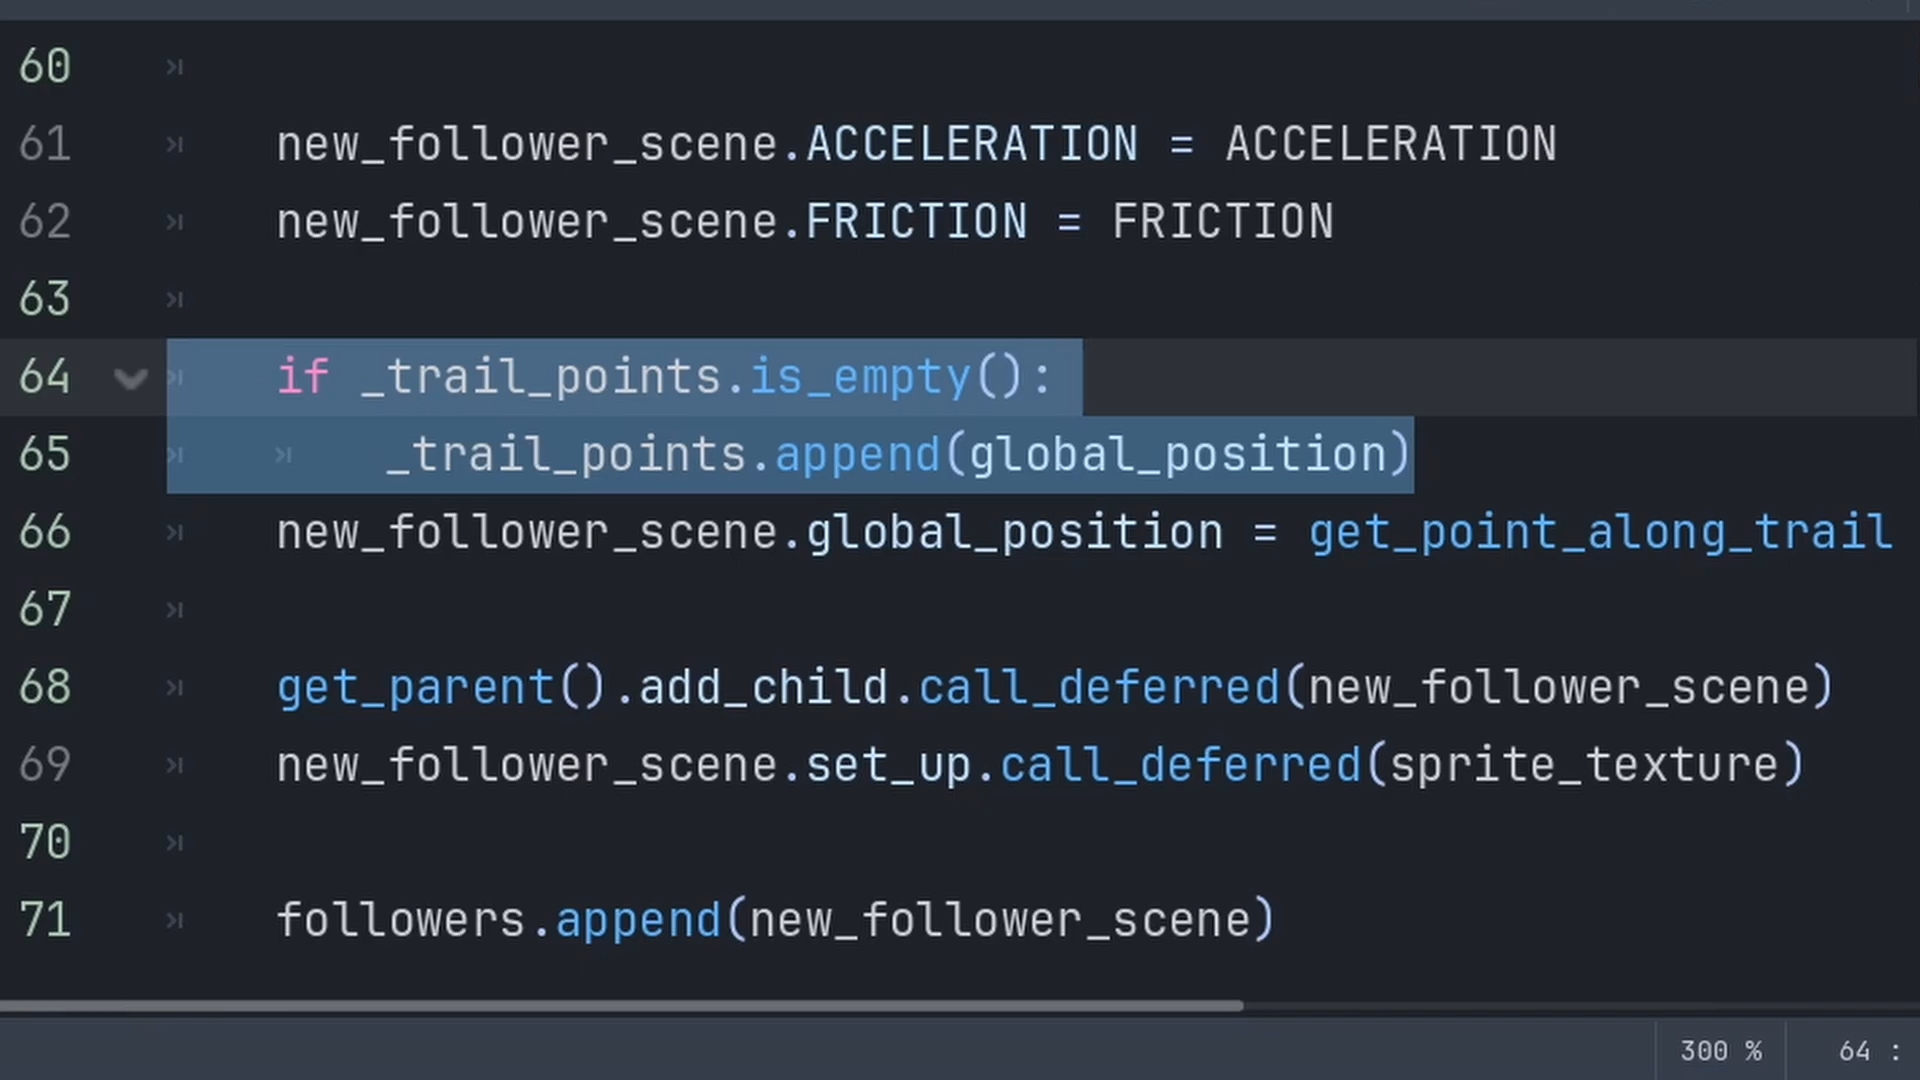 60
61 new_follower_scene.ACCELERATION = ACCELERATION
62 new_follower_scene.FRICTION = FRICTION
63
64 if _trail_points.is_empty():
65 _trail_points.append(global_position)
66 new_follower_scene.global_position = get_point_along_trail
67
68 get_parent().add_child.call_deferred(new_follower_scene)
69 new_follower_scene.set_up.call_deferred(sprite_texture)
70
71 followers.append(new_follower_scene)
300 % 64 :